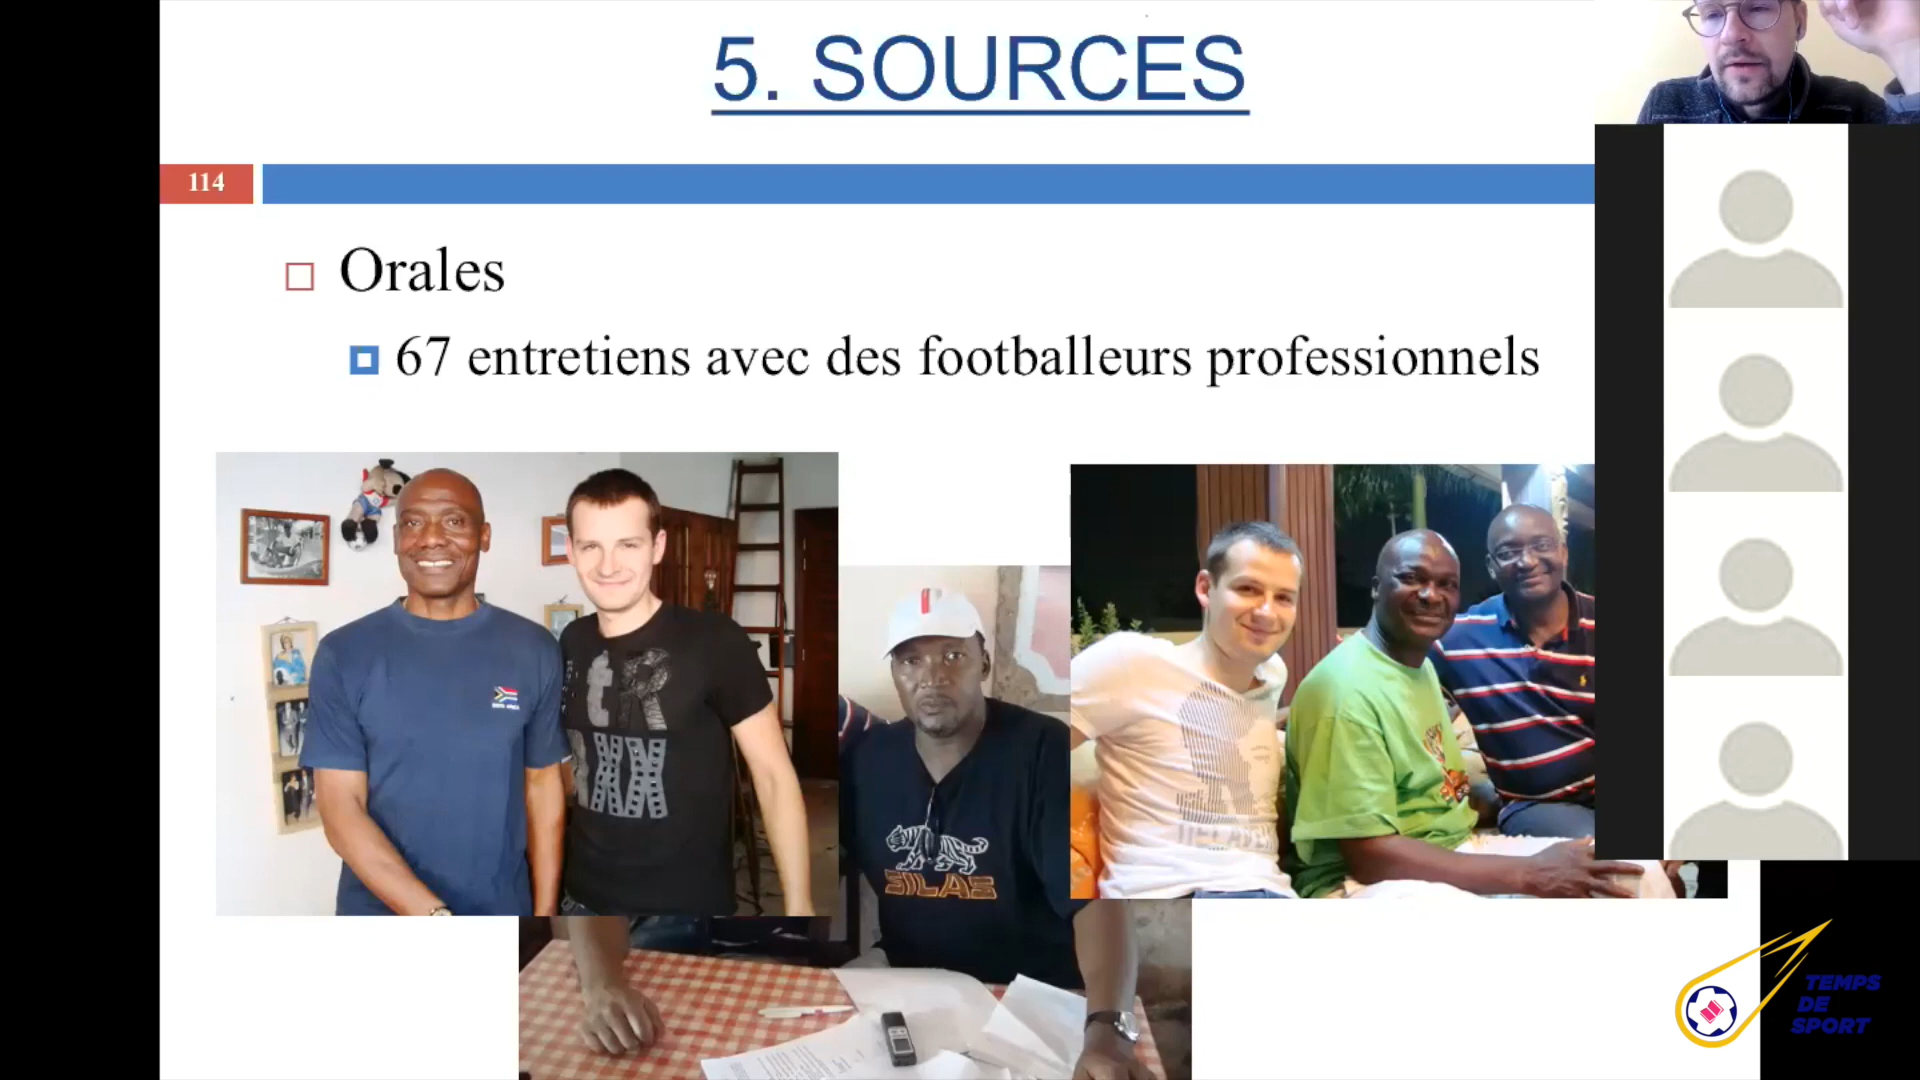 5. SOURCES
114
Orales
67 entretiens avec des footballeurs professionnels
SILAS
TEMPS
DE
SPORT